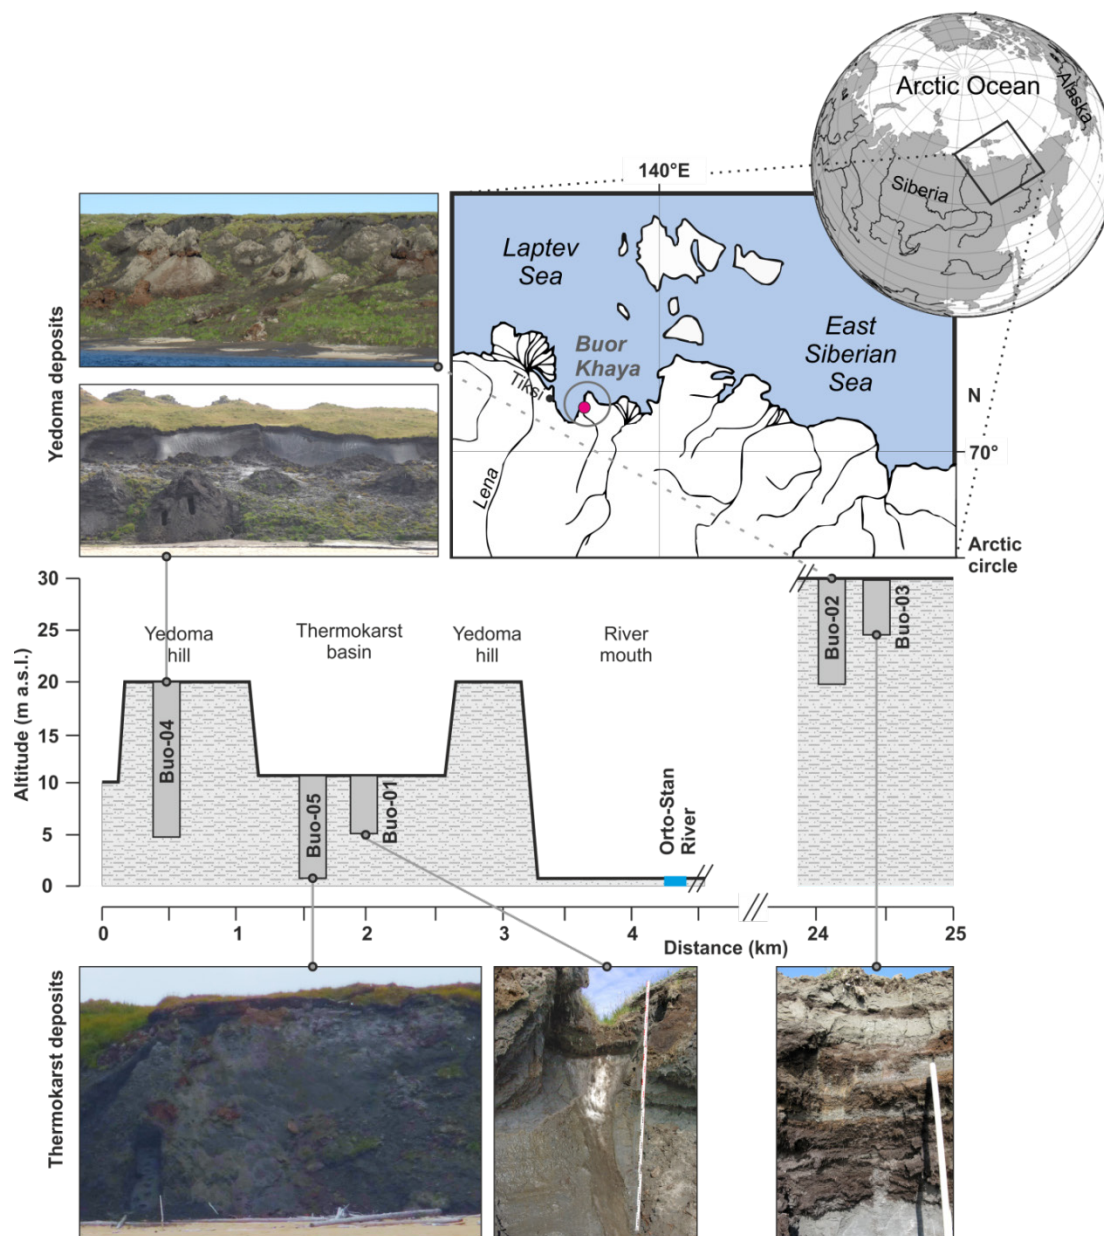 Arctic Ocean
Alaska
Siberia
140°E
Laptev
Sea
Buor
Khaya
Tiksi
East
Siberian
Sea
N
70°
Lena
Arctic
circle
Yedoma deposits
30
25
20
15
10
5
0
Altitude (m a.s.l.)
Yedoma
hill
Thermokarst
basin
Yedoma
hill
River
mouth
Buo-04
Buo-05
Buo-01
Orto-Stan
River
Buo-02
Buo-03
0
1
2
3
4
24
25
Distance (km)
Thermokarst deposits